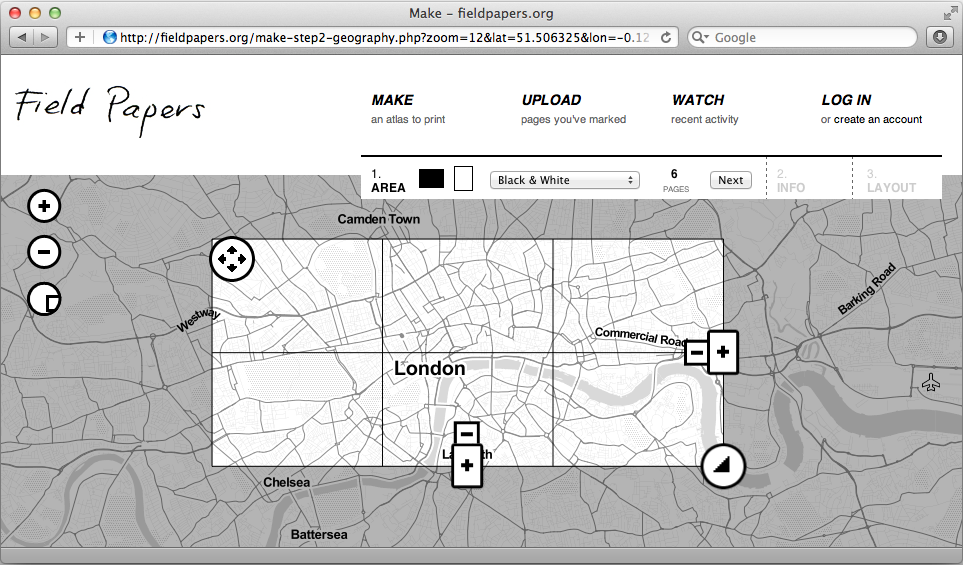 Make – fieldpapers.org
http://fieldpapers.org/make-step2-geography.php?zoom=12&lat=51.506325&lon=-0.12
Google
Field Papers
MAKE
an atlas to print
UPLOAD
pages you've marked
WATCH
recent activity
LOG IN
or create an account
1.
AREA
Black & White
6
PAGES
Next
2.
INFO
3.
LAYOUT
Camden Town
Barking Road
Westway
Commercial Road
London
Chelsea
Battersea